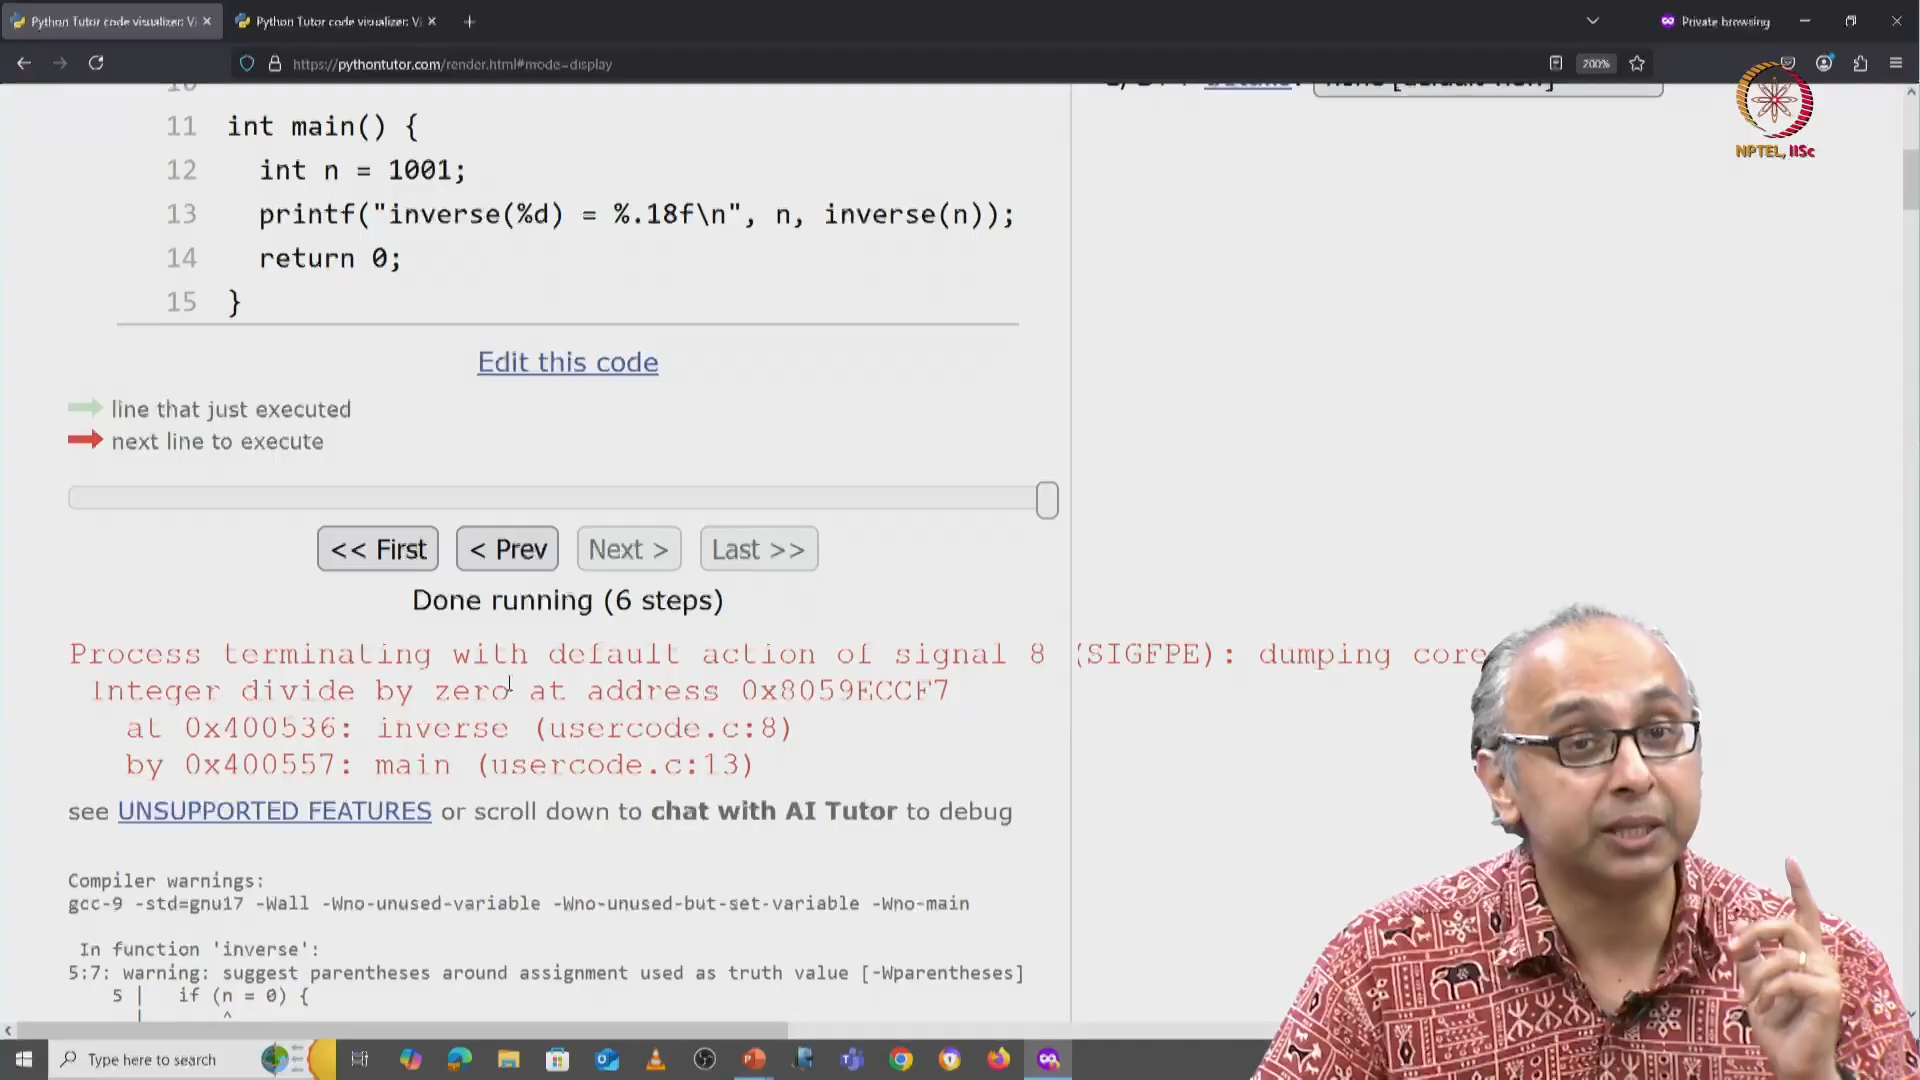 Python Tutor code visualizer: Vi
Python Tutor code visualizer: Vi
Private browsing
https://pythontutor.com/render.html#mode=display
200%
NPTEL, IISc
10
11 int main() {
12 int n = 1001;
13 printf("inverse(%d) = %.18f\n", n, inverse(n));
14 return 0;
15 }
Edit this code
line that just executed
next line to execute
<< First
< Prev
Next >
Last >>
Done running (6 steps)
Process terminating with default action of signal 8 (SIGFPE): dumping core
Integer divide by zero at address 0x8059ECCF7
at 0x400536: inverse (usercode.c:8)
by 0x400557: main (usercode.c:13)
see UNSUPPORTED FEATURES or scroll down to chat with AI Tutor to debug
Compiler warnings:
gcc-9 -std=gnu17 -Wall -Wno-unused-variable -Wno-unused-but-set-variable -Wno-main
In function 'inverse':
5:7: warning: suggest parentheses around assignment used as truth value [-Wparentheses]
5 | if (n = 0) {
| ^
Type here to search